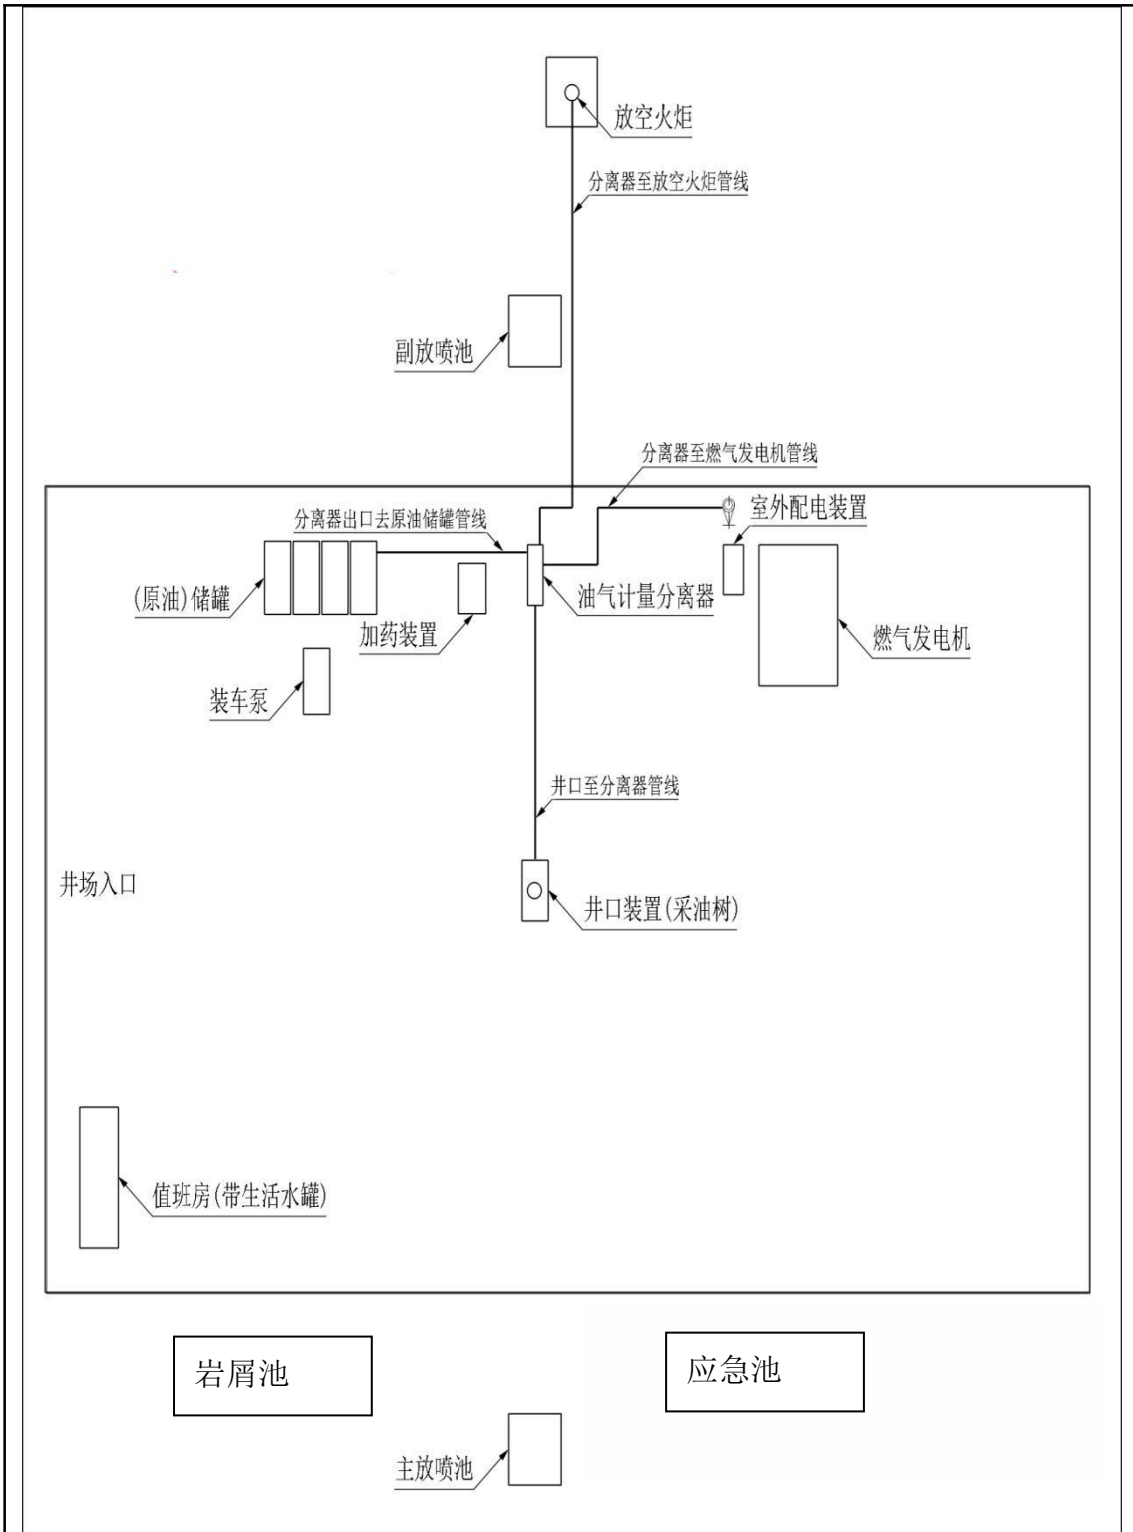 放空火炬
分离器至放空火炬管线
副放喷池
分离器至燃气发电机管线
室外配电装置
分离器出口去原油储罐管线
(原油)储罐
油气计量分离器
加药装置
燃气发电机
装车泵
井口至分离器管线
井场入口
井口装置(采油树)
值班房(带生活水罐)
岩屑池
应急池
主放喷池